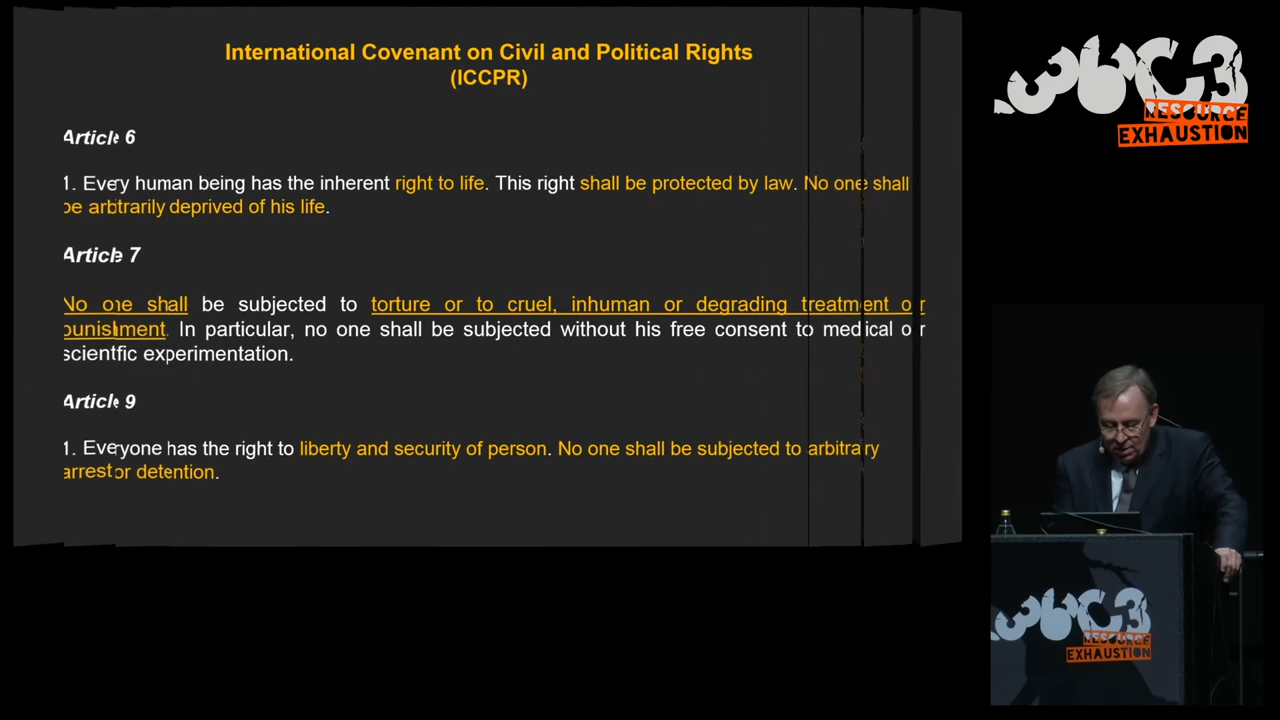 International Covenant on Civil and Political Rights
(ICCPR)
Article 6
1. Every human being has the inherent right to life. This right shall be protected by law. No one shall
be arbtrarily deprived of his life.
Article 7
No one shall be subjected to torture or to cruel, inhuman or degrading treatment or
punishment. In particular, no one shall be subjected without his free consent to medical or
scientfic experimentation.
Article 9
1. Everyone has the right to liberty and security of person. No one shall be subjected to arbitrary
arrest or detention.
36C3
RESOURCE
EXHAUSTION
36C3
RESOURCE
EXHAUSTION